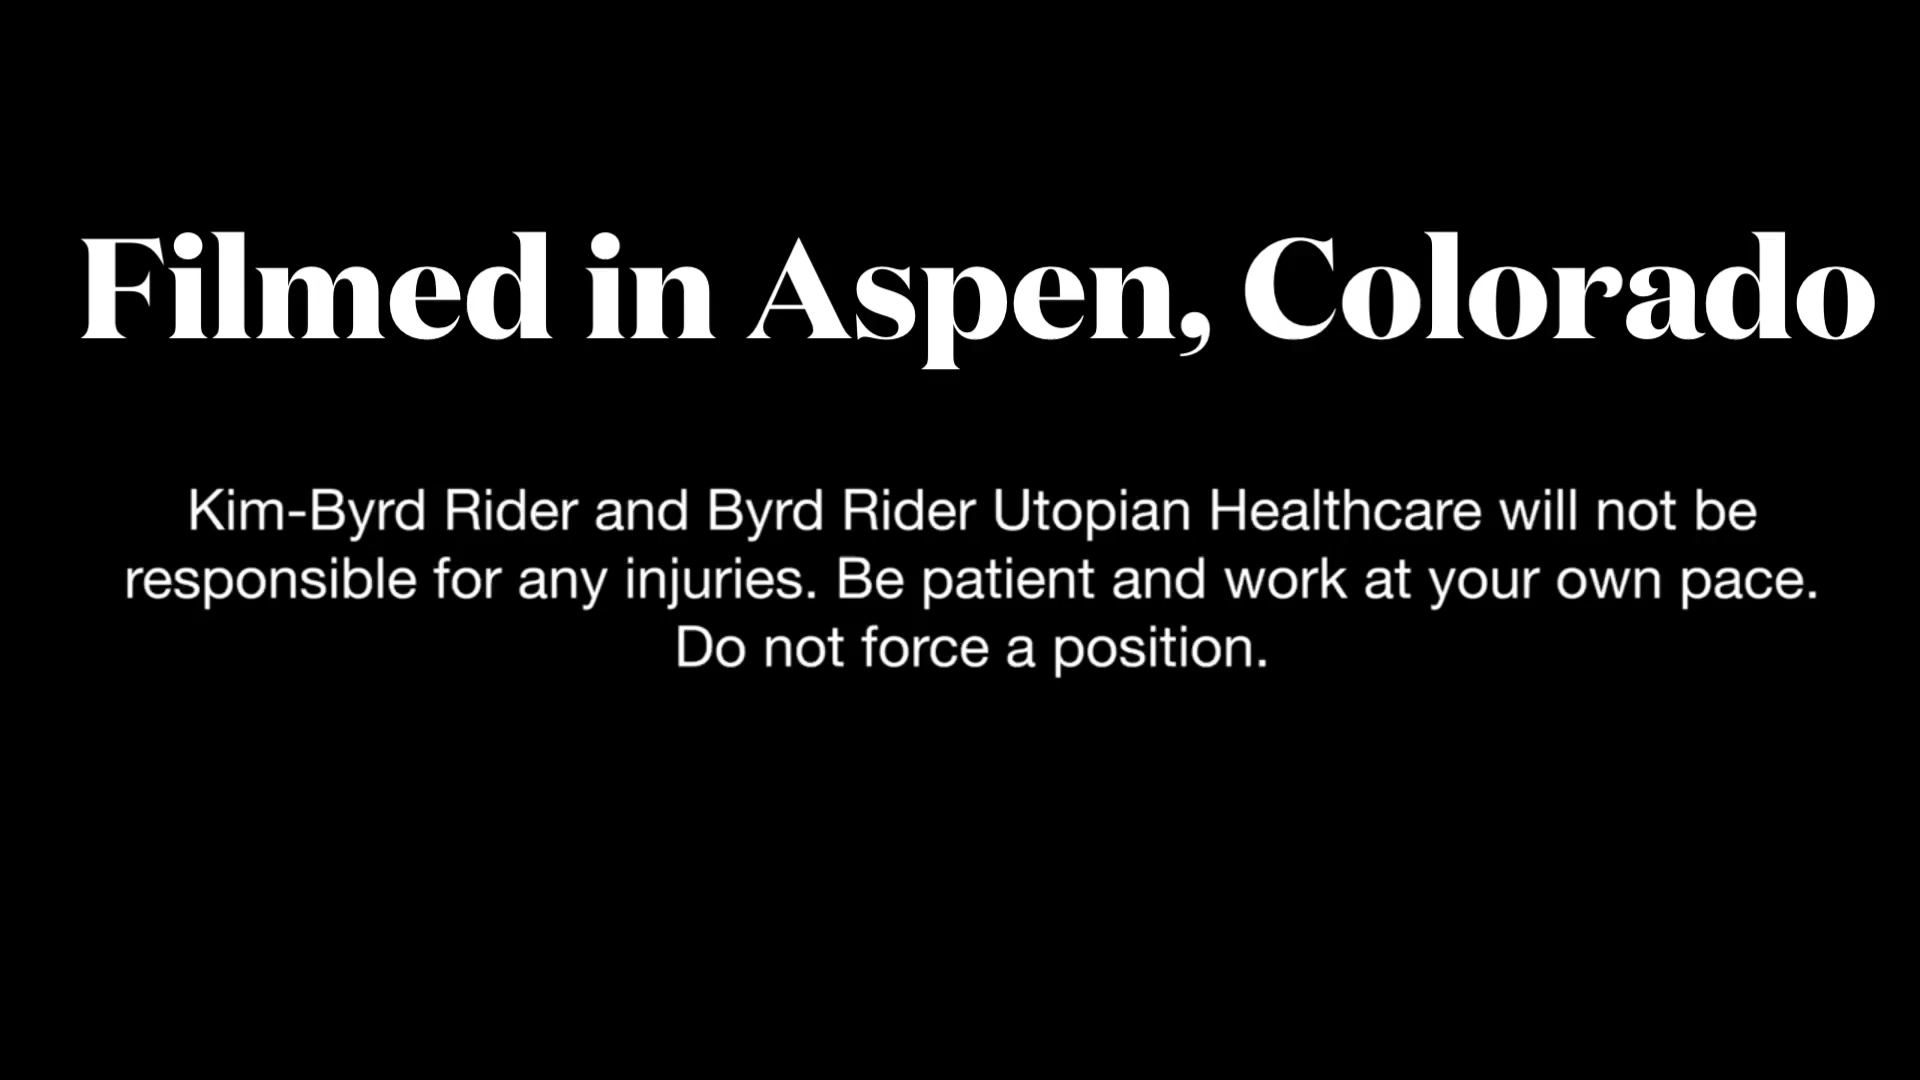 Filmed in Aspen, Colorado
Kim-Byrd Rider and Byrd Rider Utopian Healthcare will not be
responsible for any injuries. Be patient and work at your own pace.
Do not force a position.